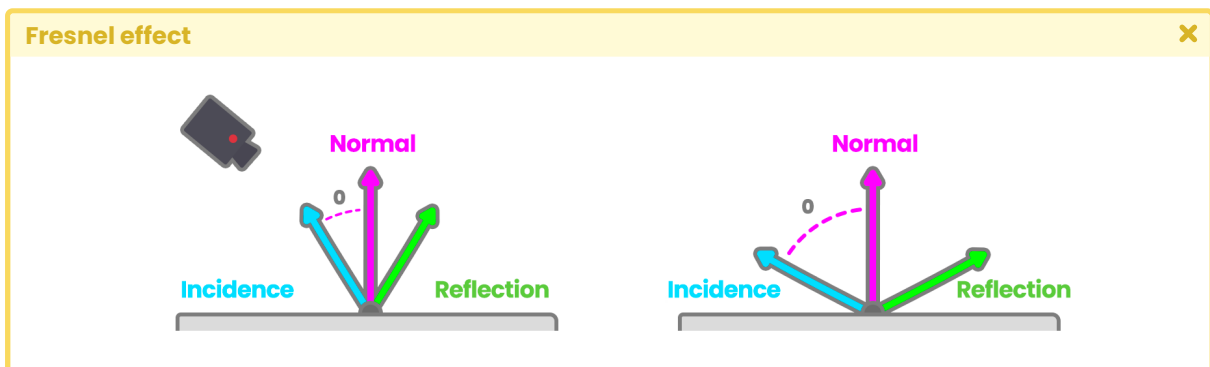 Fresnel effect
Normal
Normal
0
0
Incidence
Reflection
Incidence
Reflection